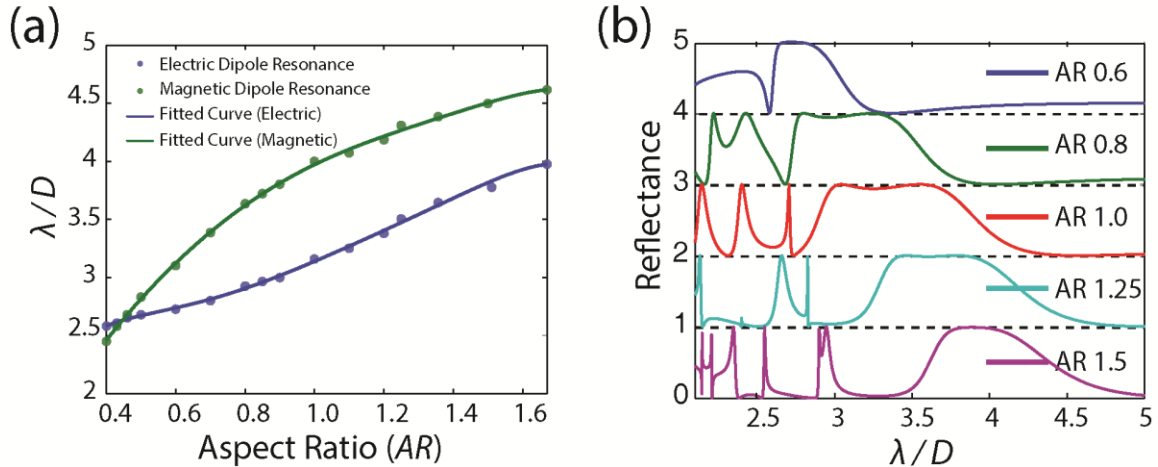 (a)
5
4.5
4
3.5
3
2.5
2
λ/D
Electric Dipole Resonance
Magnetic Dipole Resonance
Fitted Curve (Electric)
Fitted Curve (Magnetic)
0.4 0.6 0.8 1.0 1.2 1.4 1.6
Aspect Ratio (AR)
(b)
5
4
3
2
1
0
Reflectance
AR 0.6
AR 0.8
AR 1.0
AR 1.25
AR 1.5
2.5 3 3.5 4 4.5 5
λ/D